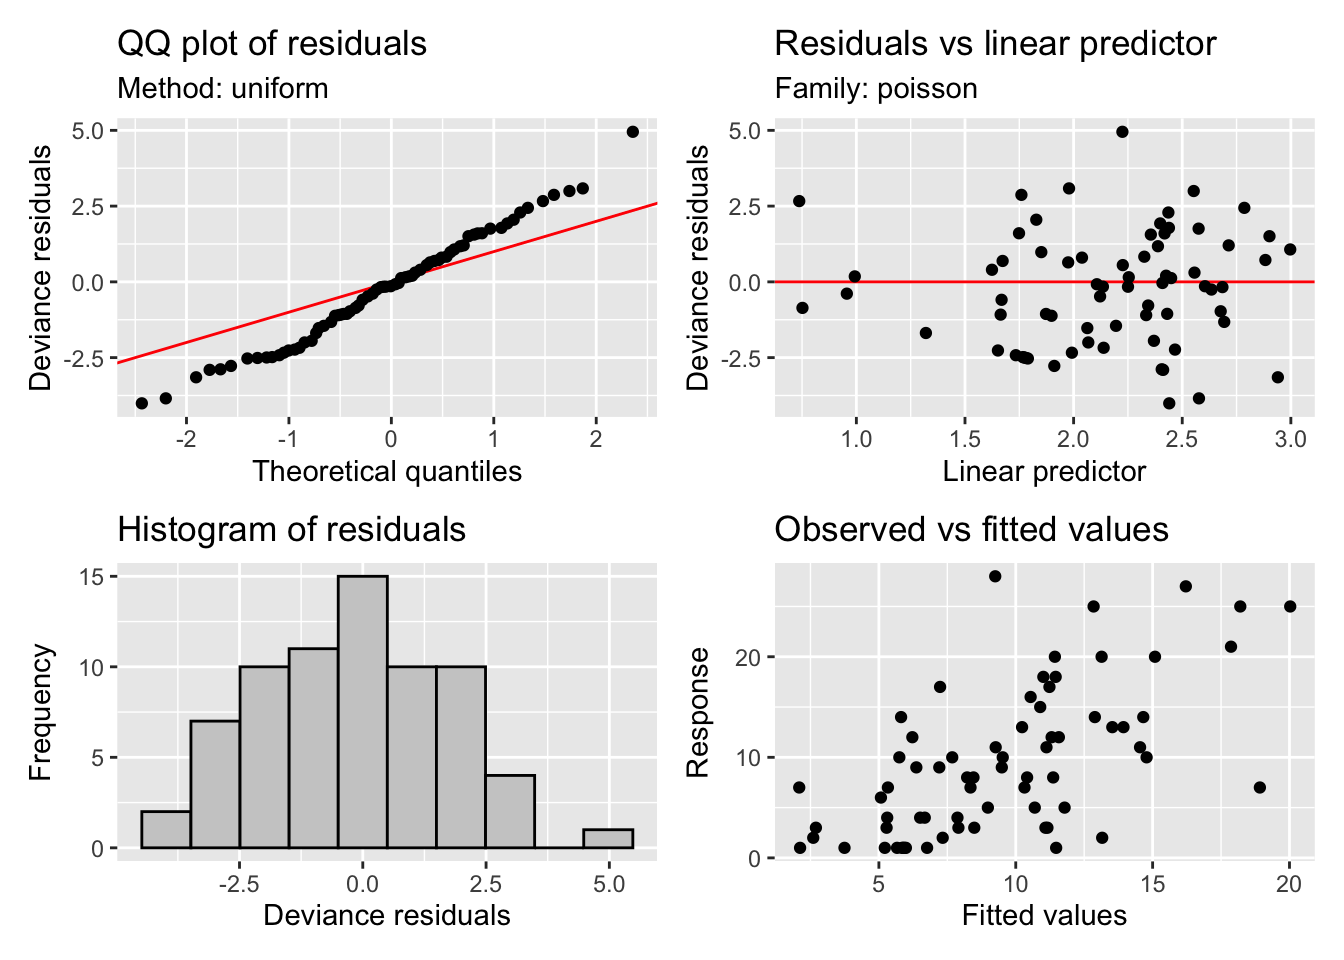 QQ plot of residuals
Method: uniform
5.0
2.5
0.0
-2.5
Deviance residuals
-2
-1
0
1
2
Theoretical quantiles
Residuals vs linear predictor
Family: poisson
5.0
2.5
0.0
-2.5
Deviance residuals
1.0
1.5
2.0
2.5
3.0
Linear predictor
Histogram of residuals
15
10
5
0
Frequency
-2.5
0.0
2.5
5.0
Deviance residuals
Observed vs fitted values
20
10
0
Response
5
10
15
20
Fitted values